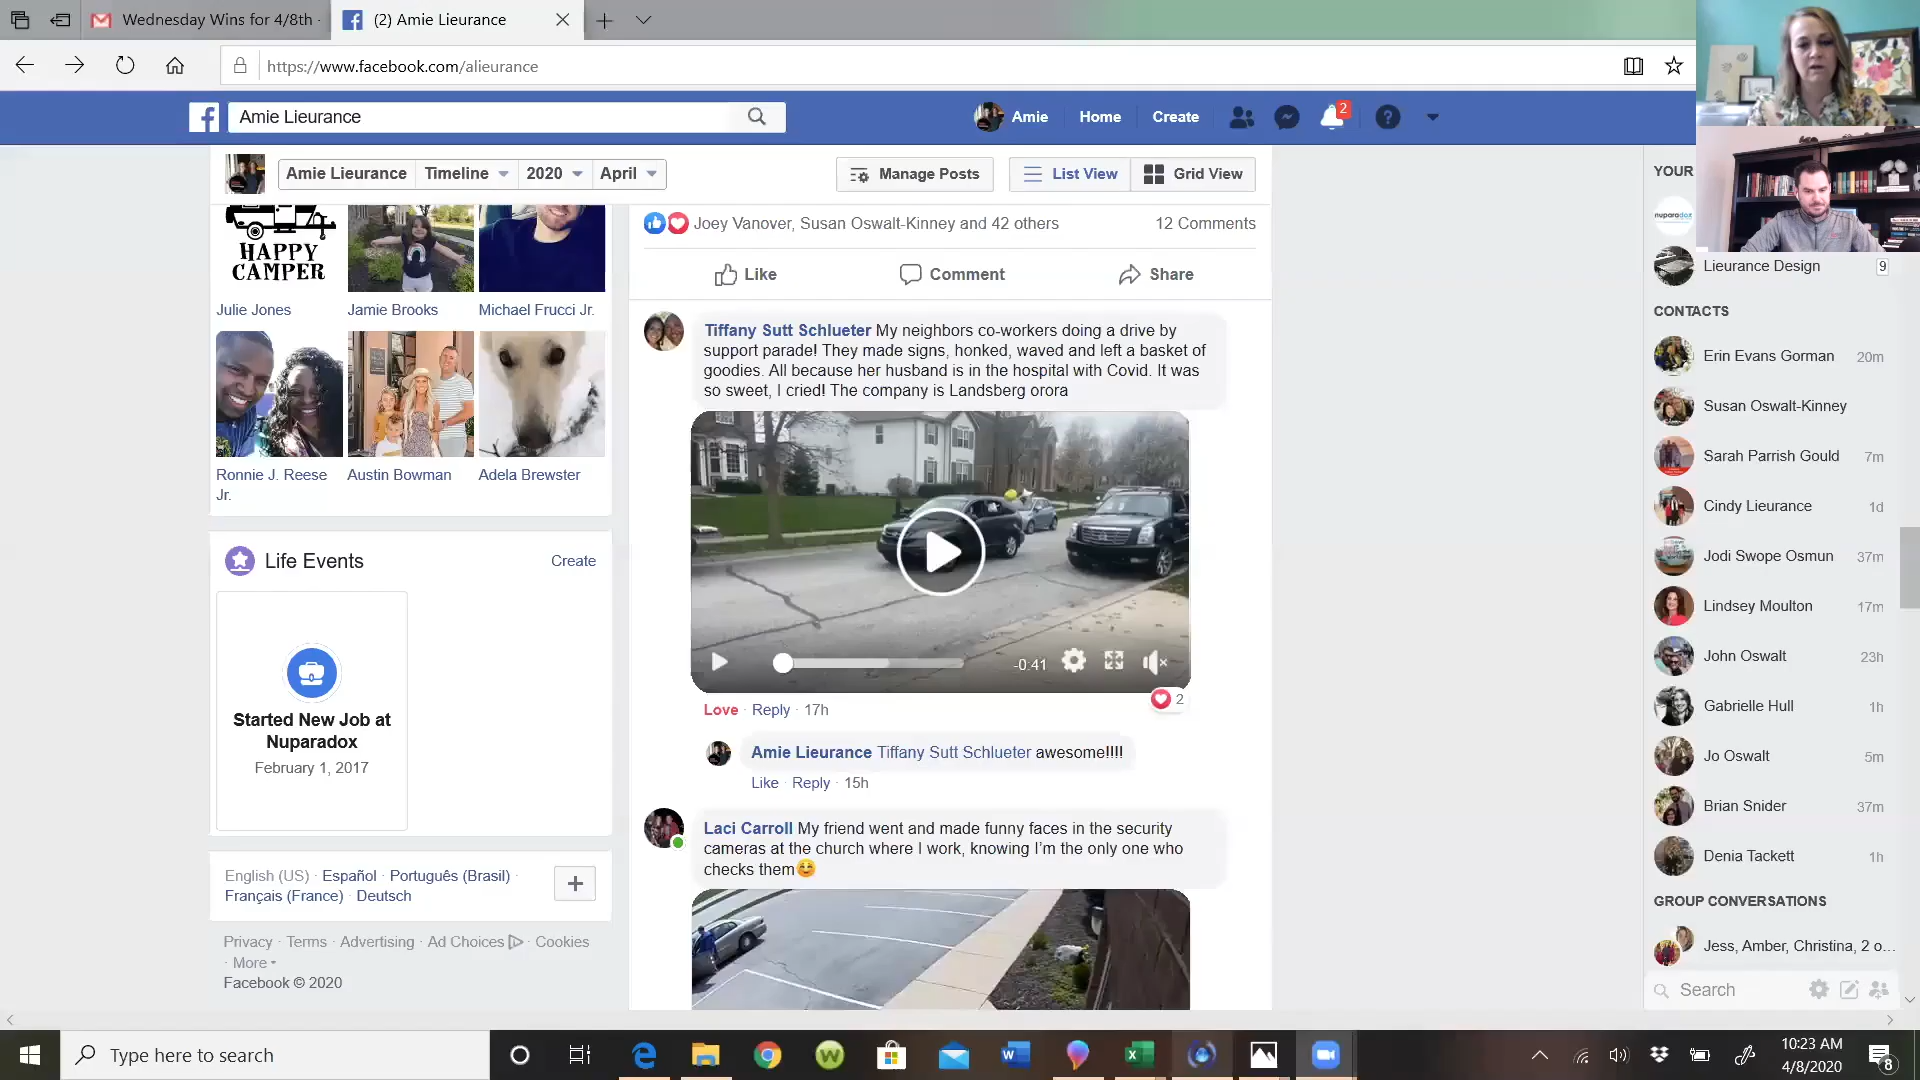 Wednesday Wins for 4/8th
(2) Amie Lieurance
https://www.facebook.com/alieurance
Amie Lieurance
Amie
Home
Create
2
Amie Lieurance
Timeline
2020
April
Manage Posts
List View
Grid View
HAPPY
CAMPER
Julie Jones
Jamie Brooks
Michael Frucci Jr.
Ronnie J. Reese
Jr.
Austin Bowman
Adela Brewster
Life Events
Create
Started New Job at
Nuparadox
February 1, 2017
English (US) · Español · Português (Brasil) ·
Français (France) · Deutsch
Privacy · Terms · Advertising · Ad Choices · Cookies
· More
Facebook © 2020
Joey Vanover, Susan Oswalt-Kinney and 42 others
12 Comments
Like
Comment
Share
Tiffany Sutt Schlueter My neighbors co-workers doing a drive by
support parade! They made signs, honked, waved and left a basket of
goodies. All because her husband is in the hospital with Covid. It was
so sweet, I cried! The company is Landsberg orora
-0:41
2
Love · Reply · 17h
Amie Lieurance Tiffany Sutt Schlueter awesome!!!!
Like · Reply · 15h
Laci Carroll My friend went and made funny faces in the security
cameras at the church where I work, knowing I'm the only one who
checks them😊
YOUR
nuparadox
Lieurance Design 9
CONTACTS
Erin Evans Gorman 20m
Susan Oswalt-Kinney
Sarah Parrish Gould 7m
Cindy Lieurance 1d
Jodi Swope Osmun 37m
Lindsey Moulton 17m
John Oswalt 23h
Gabrielle Hull 1h
Jo Oswalt 5m
Brian Snider 37m
Denia Tackett 1h
GROUP CONVERSATIONS
Jess, Amber, Christina, 2 o...
Search
Type here to search
10:23 AM
4/8/2020
8